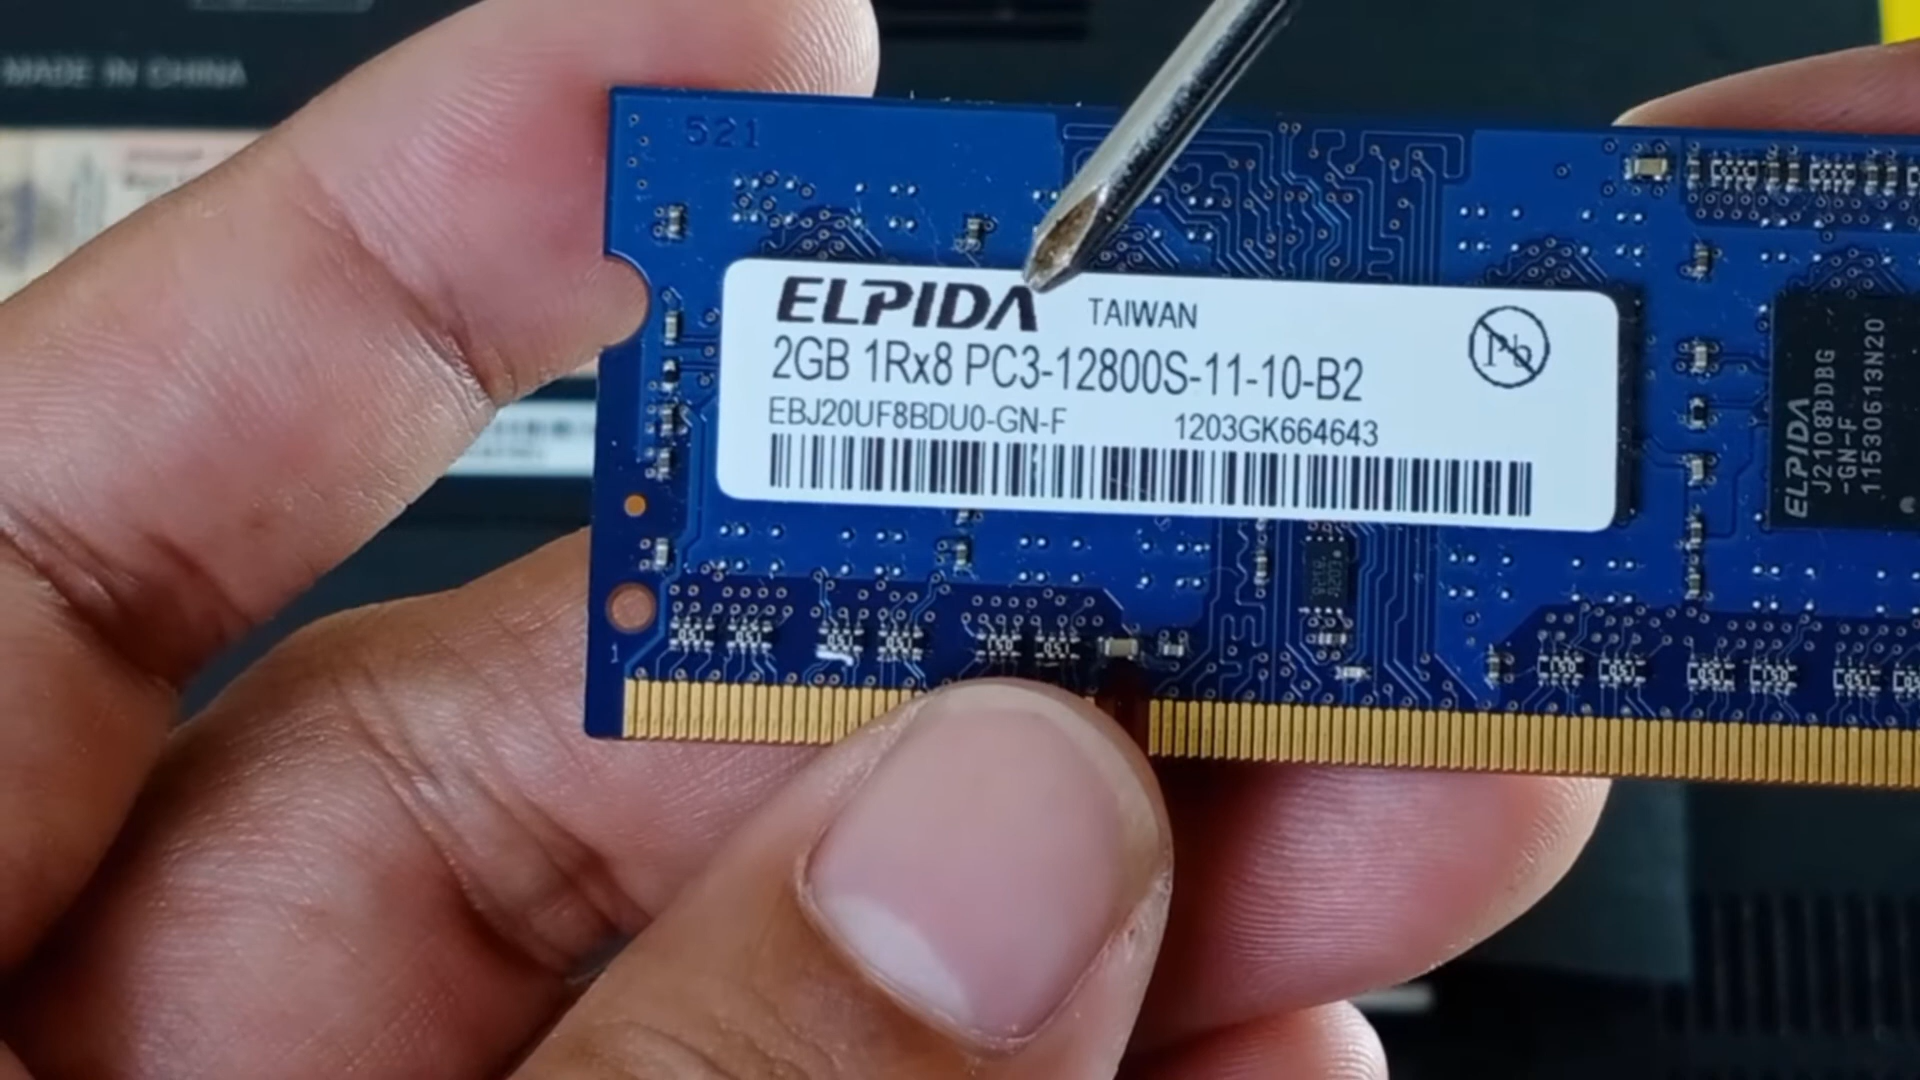 MADE IN CHINA
521
ELPIDA TAIWAN
2GB 1Rx8 PC3-12800S-11-10-B2
Pb
EBJ20UF8BDU0-GN-F 1203GK664643
ELPIDA
J2108BDBG
-GN-F
11530613N20
1